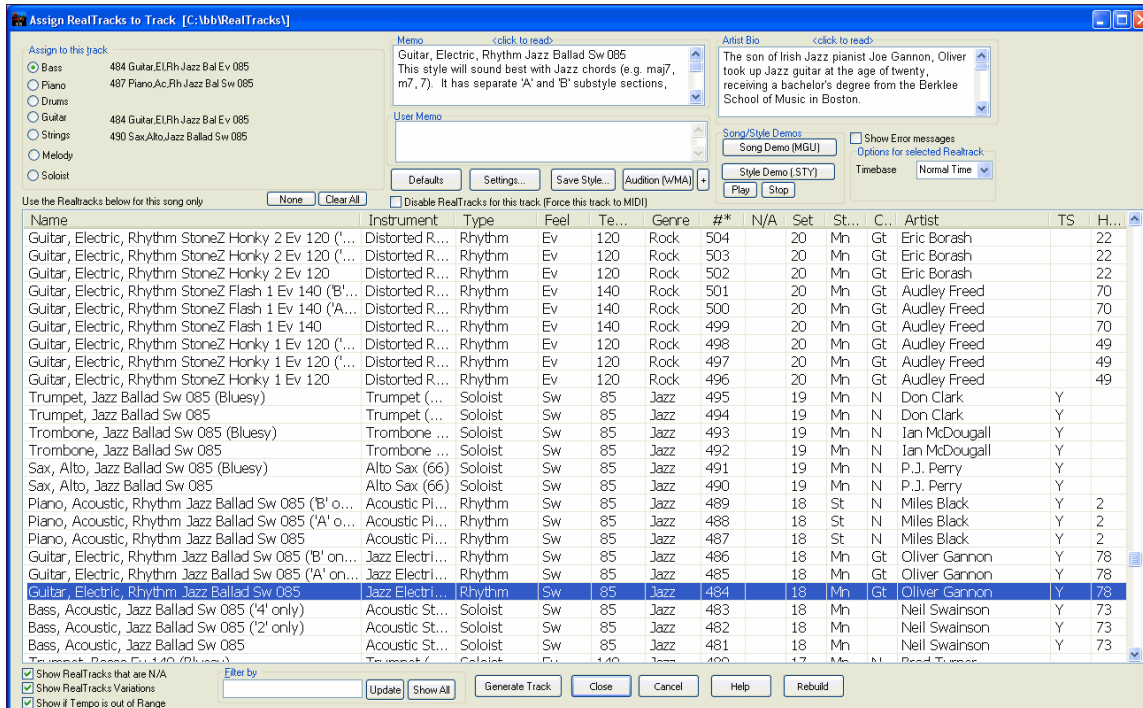 Assign RealTracks to Track [C:\bb\RealTracks\]
Assign to this track
Bass 484 Guitar,El,Rh Jazz Bal Ev 085
Piano 487 Piano,Ac,Rh Jazz Bal Sw 085
Drums
Guitar 484 Guitar,El,Rh Jazz Bal Ev 085
Strings 490 Sax,Alto,Jazz Ballad Sw 085
Melody
Soloist
Memo <click to read>
Guitar, Electric, Rhythm Jazz Ballad Sw 085
This style will sound best with Jazz chords (e.g. maj7,
m7, 7). It has separate 'A' and 'B' substyle sections,
User Memo
Artist Bio <click to read>
The son of Irish Jazz pianist Joe Gannon, Oliver
took up Jazz guitar at the age of twenty,
receiving a bachelor's degree from the Berklee
School of Music in Boston.
Song/Style Demos
Song Demo (MGU)
Style Demo (.STY)
Play Stop
Show Error messages
Options for selected Realtrack
Timebase Normal Time
Defaults Settings... Save Style... Audition (WMA) +
Use the Realtracks below for this song only None Clear All Disable RealTracks for this track (Force this track to MIDI)
Name Instrument Type Feel Te... Genre #* N/A Set St... C.. Artist TS H...
Guitar, Electric, Rhythm StoneZ Honky 2 Ev 120 ('... Distorted R... Rhythm Ev 120 Rock 504 20 Mn Gt Eric Borash 22
Guitar, Electric, Rhythm StoneZ Honky 2 Ev 120 ('... Distorted R... Rhythm Ev 120 Rock 503 20 Mn Gt Eric Borash 22
Guitar, Electric, Rhythm StoneZ Honky 2 Ev 120 Distorted R... Rhythm Ev 120 Rock 502 20 Mn Gt Eric Borash 22
Guitar, Electric, Rhythm StoneZ Flash 1 Ev 140 ('B'... Distorted R... Rhythm Ev 140 Rock 501 20 Mn Gt Audley Freed 70
Guitar, Electric, Rhythm StoneZ Flash 1 Ev 140 ('A... Distorted R... Rhythm Ev 140 Rock 500 20 Mn Gt Audley Freed 70
Guitar, Electric, Rhythm StoneZ Flash 1 Ev 140 Distorted R... Rhythm Ev 140 Rock 499 20 Mn Gt Audley Freed 70
Guitar, Electric, Rhythm StoneZ Honky 1 Ev 120 ('... Distorted R... Rhythm Ev 120 Rock 498 20 Mn Gt Audley Freed 49
Guitar, Electric, Rhythm StoneZ Honky 1 Ev 120 ('... Distorted R... Rhythm Ev 120 Rock 497 20 Mn Gt Audley Freed 49
Guitar, Electric, Rhythm StoneZ Honky 1 Ev 120 Distorted R... Rhythm Ev 120 Rock 496 20 Mn Gt Audley Freed 49
Trumpet, Jazz Ballad Sw 085 (Bluesy) Trumpet (... Soloist Sw 85 Jazz 495 19 Mn N Don Clark Y
Trumpet, Jazz Ballad Sw 085 Trumpet (... Soloist Sw 85 Jazz 494 19 Mn N Don Clark Y
Trombone, Jazz Ballad Sw 085 (Bluesy) Trombone ... Soloist Sw 85 Jazz 493 19 Mn N Ian McDougall Y
Trombone, Jazz Ballad Sw 085 Trombone ... Soloist Sw 85 Jazz 492 19 Mn N Ian McDougall Y
Sax, Alto, Jazz Ballad Sw 085 (Bluesy) Alto Sax (66) Soloist Sw 85 Jazz 491 19 Mn N P.J. Perry Y
Sax, Alto, Jazz Ballad Sw 085 Alto Sax (66) Soloist Sw 85 Jazz 490 19 Mn N P.J. Perry Y
Piano, Acoustic, Rhythm Jazz Ballad Sw 085 ('B' o... Acoustic Pi... Rhythm Sw 85 Jazz 489 18 St N Miles Black Y 2
Piano, Acoustic, Rhythm Jazz Ballad Sw 085 ('A' o... Acoustic Pi... Rhythm Sw 85 Jazz 488 18 St N Miles Black Y 2
Piano, Acoustic, Rhythm Jazz Ballad Sw 085 Acoustic Pi... Rhythm Sw 85 Jazz 487 18 St N Miles Black Y 2
Guitar, Electric, Rhythm Jazz Ballad Sw 085 ('B' on... Jazz Electri... Rhythm Sw 85 Jazz 486 18 Mn Gt Oliver Gannon Y 78
Guitar, Electric, Rhythm Jazz Ballad Sw 085 ('A' on... Jazz Electri... Rhythm Sw 85 Jazz 485 18 Mn Gt Oliver Gannon Y 78
Guitar, Electric, Rhythm Jazz Ballad Sw 085 Jazz Electri... Rhythm Sw 85 Jazz 484 18 Mn Gt Oliver Gannon Y 78
Bass, Acoustic, Jazz Ballad Sw 085 ('4' only) Acoustic St... Soloist Sw 85 Jazz 483 18 Mn Neil Swainson Y 73
Bass, Acoustic, Jazz Ballad Sw 085 ('2' only) Acoustic St... Soloist Sw 85 Jazz 482 18 Mn Neil Swainson Y 73
Bass, Acoustic, Jazz Ballad Sw 085 Acoustic St... Soloist Sw 85 Jazz 481 18 Mn Neil Swainson Y 73
Show RealTracks that are N/A
Show RealTracks Variations
Show if Tempo is out of Range
Filter by
Update Show All Generate Track Close Cancel Help Rebuild